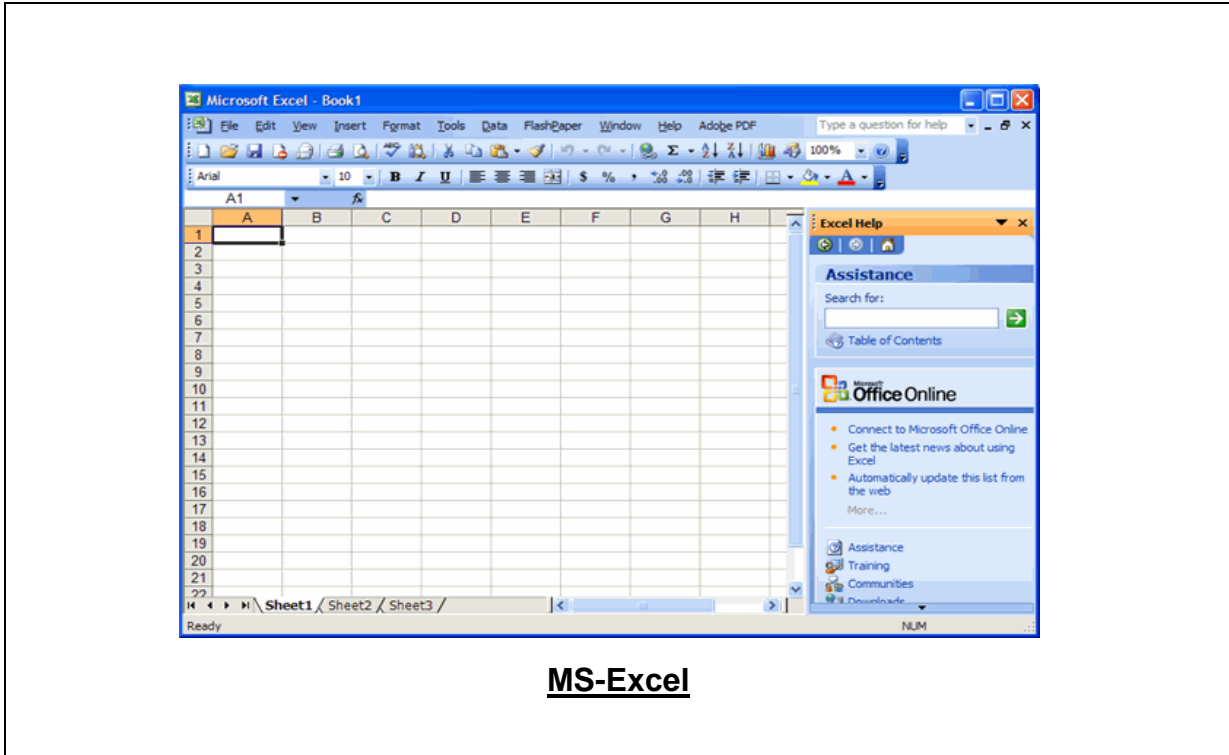 Microsoft Excel - Book1
File Edit View Insert Format Tools Data FlashPaper Window Help Adobe PDF Type a question for help
100%
Arial 10 B I U $ % ,
A1 fx
A B C D E F G H
Excel Help
1
2
3
4
5
6
7
8
9
10
11
12
13
14
15
16
17
18
19
20
21
22
Assistance
Search for:
Table of Contents
Microsoft
Office Online
Connect to Microsoft Office Online
Get the latest news about using
Excel
Automatically update this list from
the web
More...
Assistance
Training
Communities
Downloads
Sheet1 Sheet2 Sheet3
Ready NUM
MS-Excel